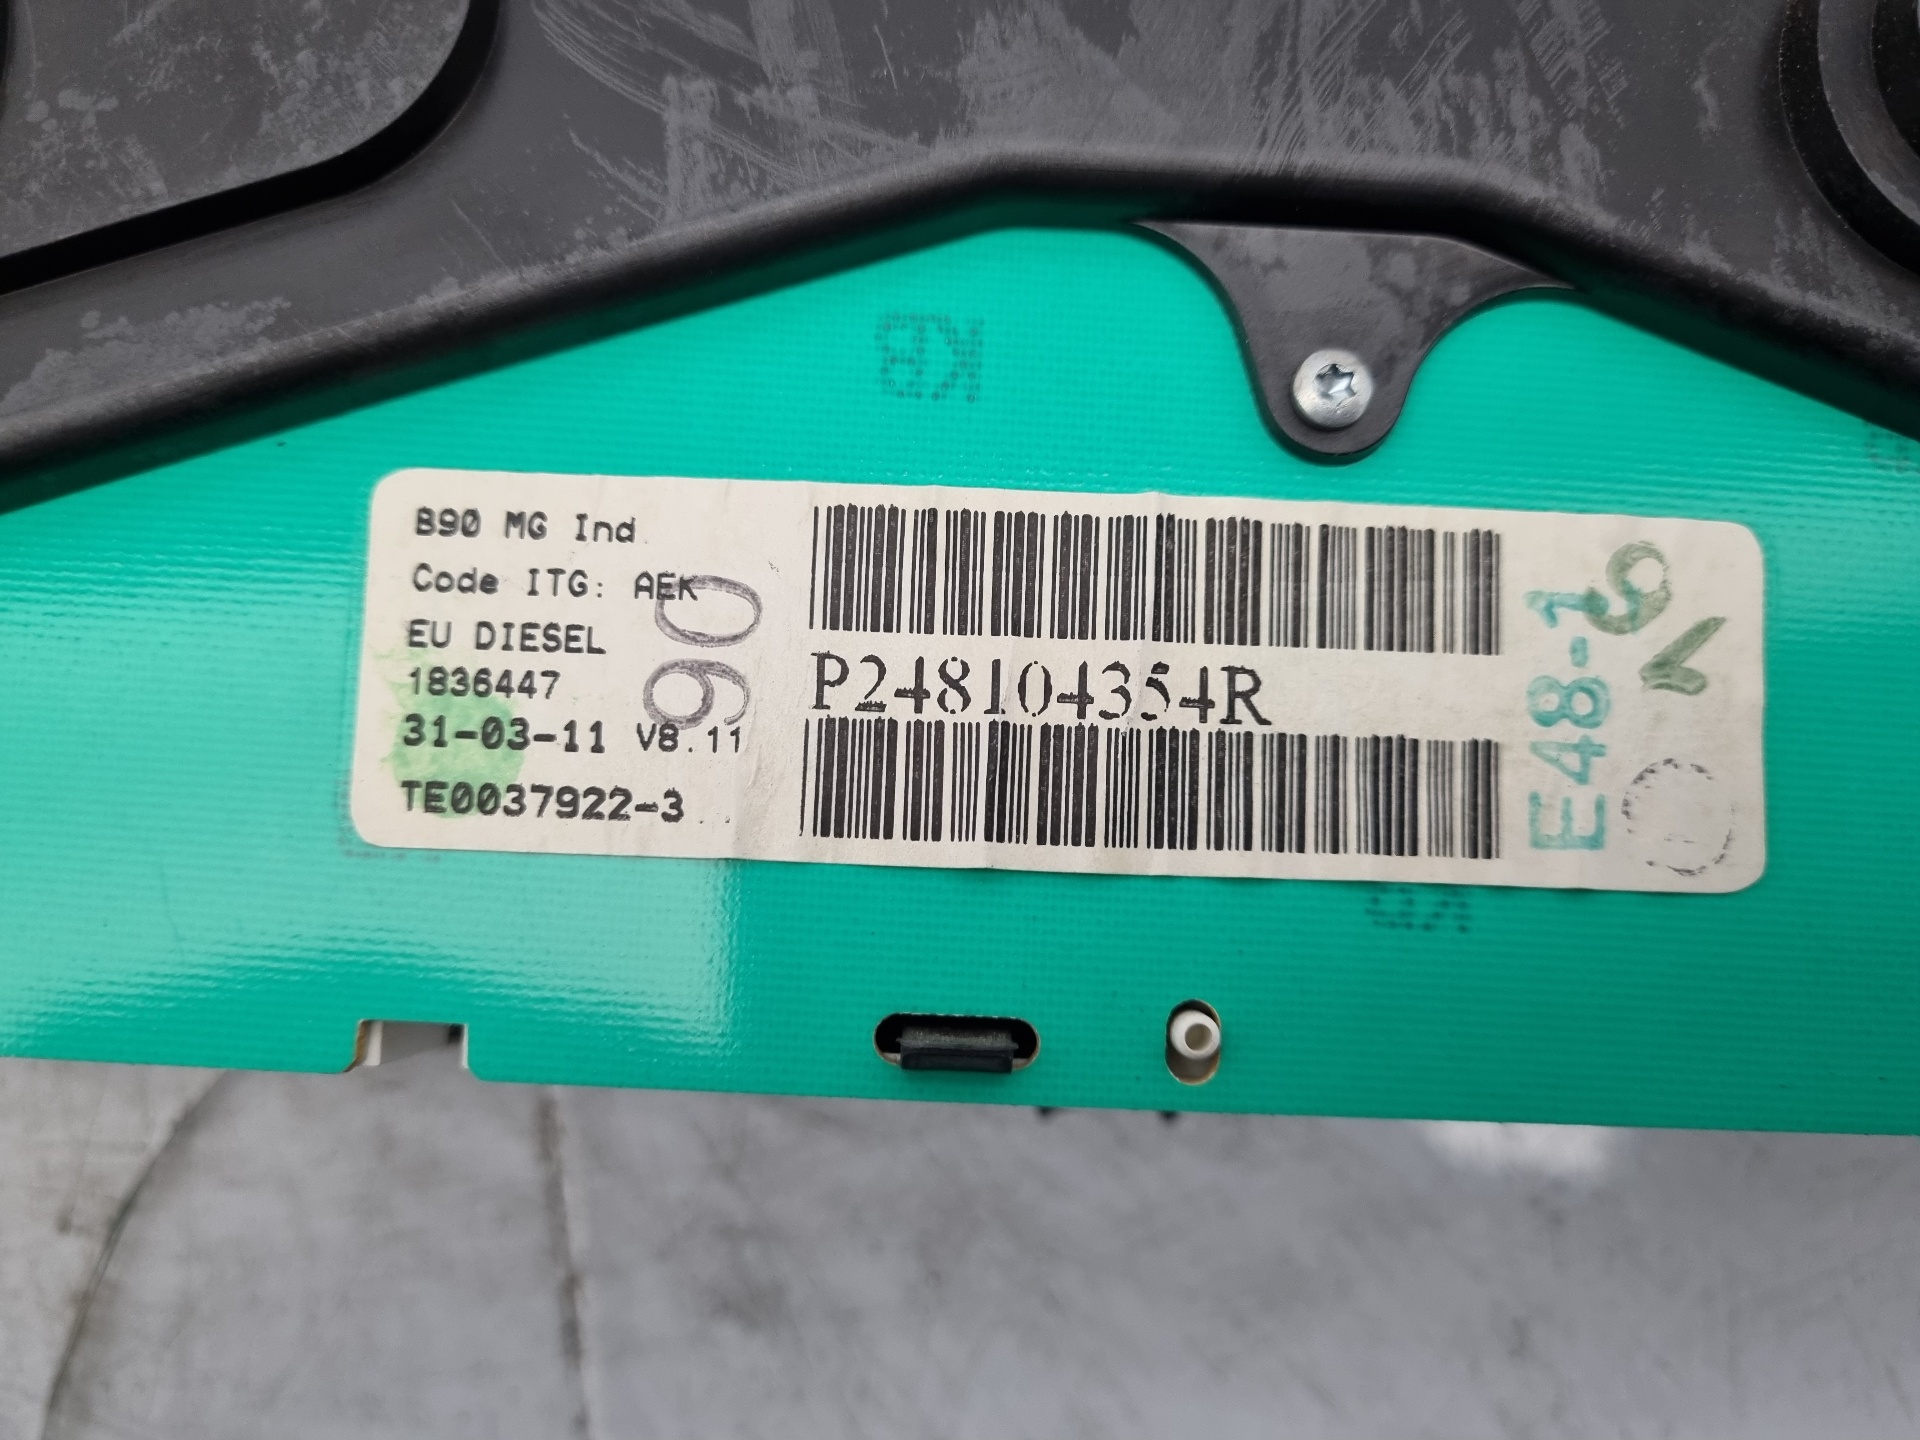 B90 MG Ind
Code ITG: AEK
EU DIESEL
1836447
31-03-11 V8.11
TE0037922-3
90
P248104354R
E48-1